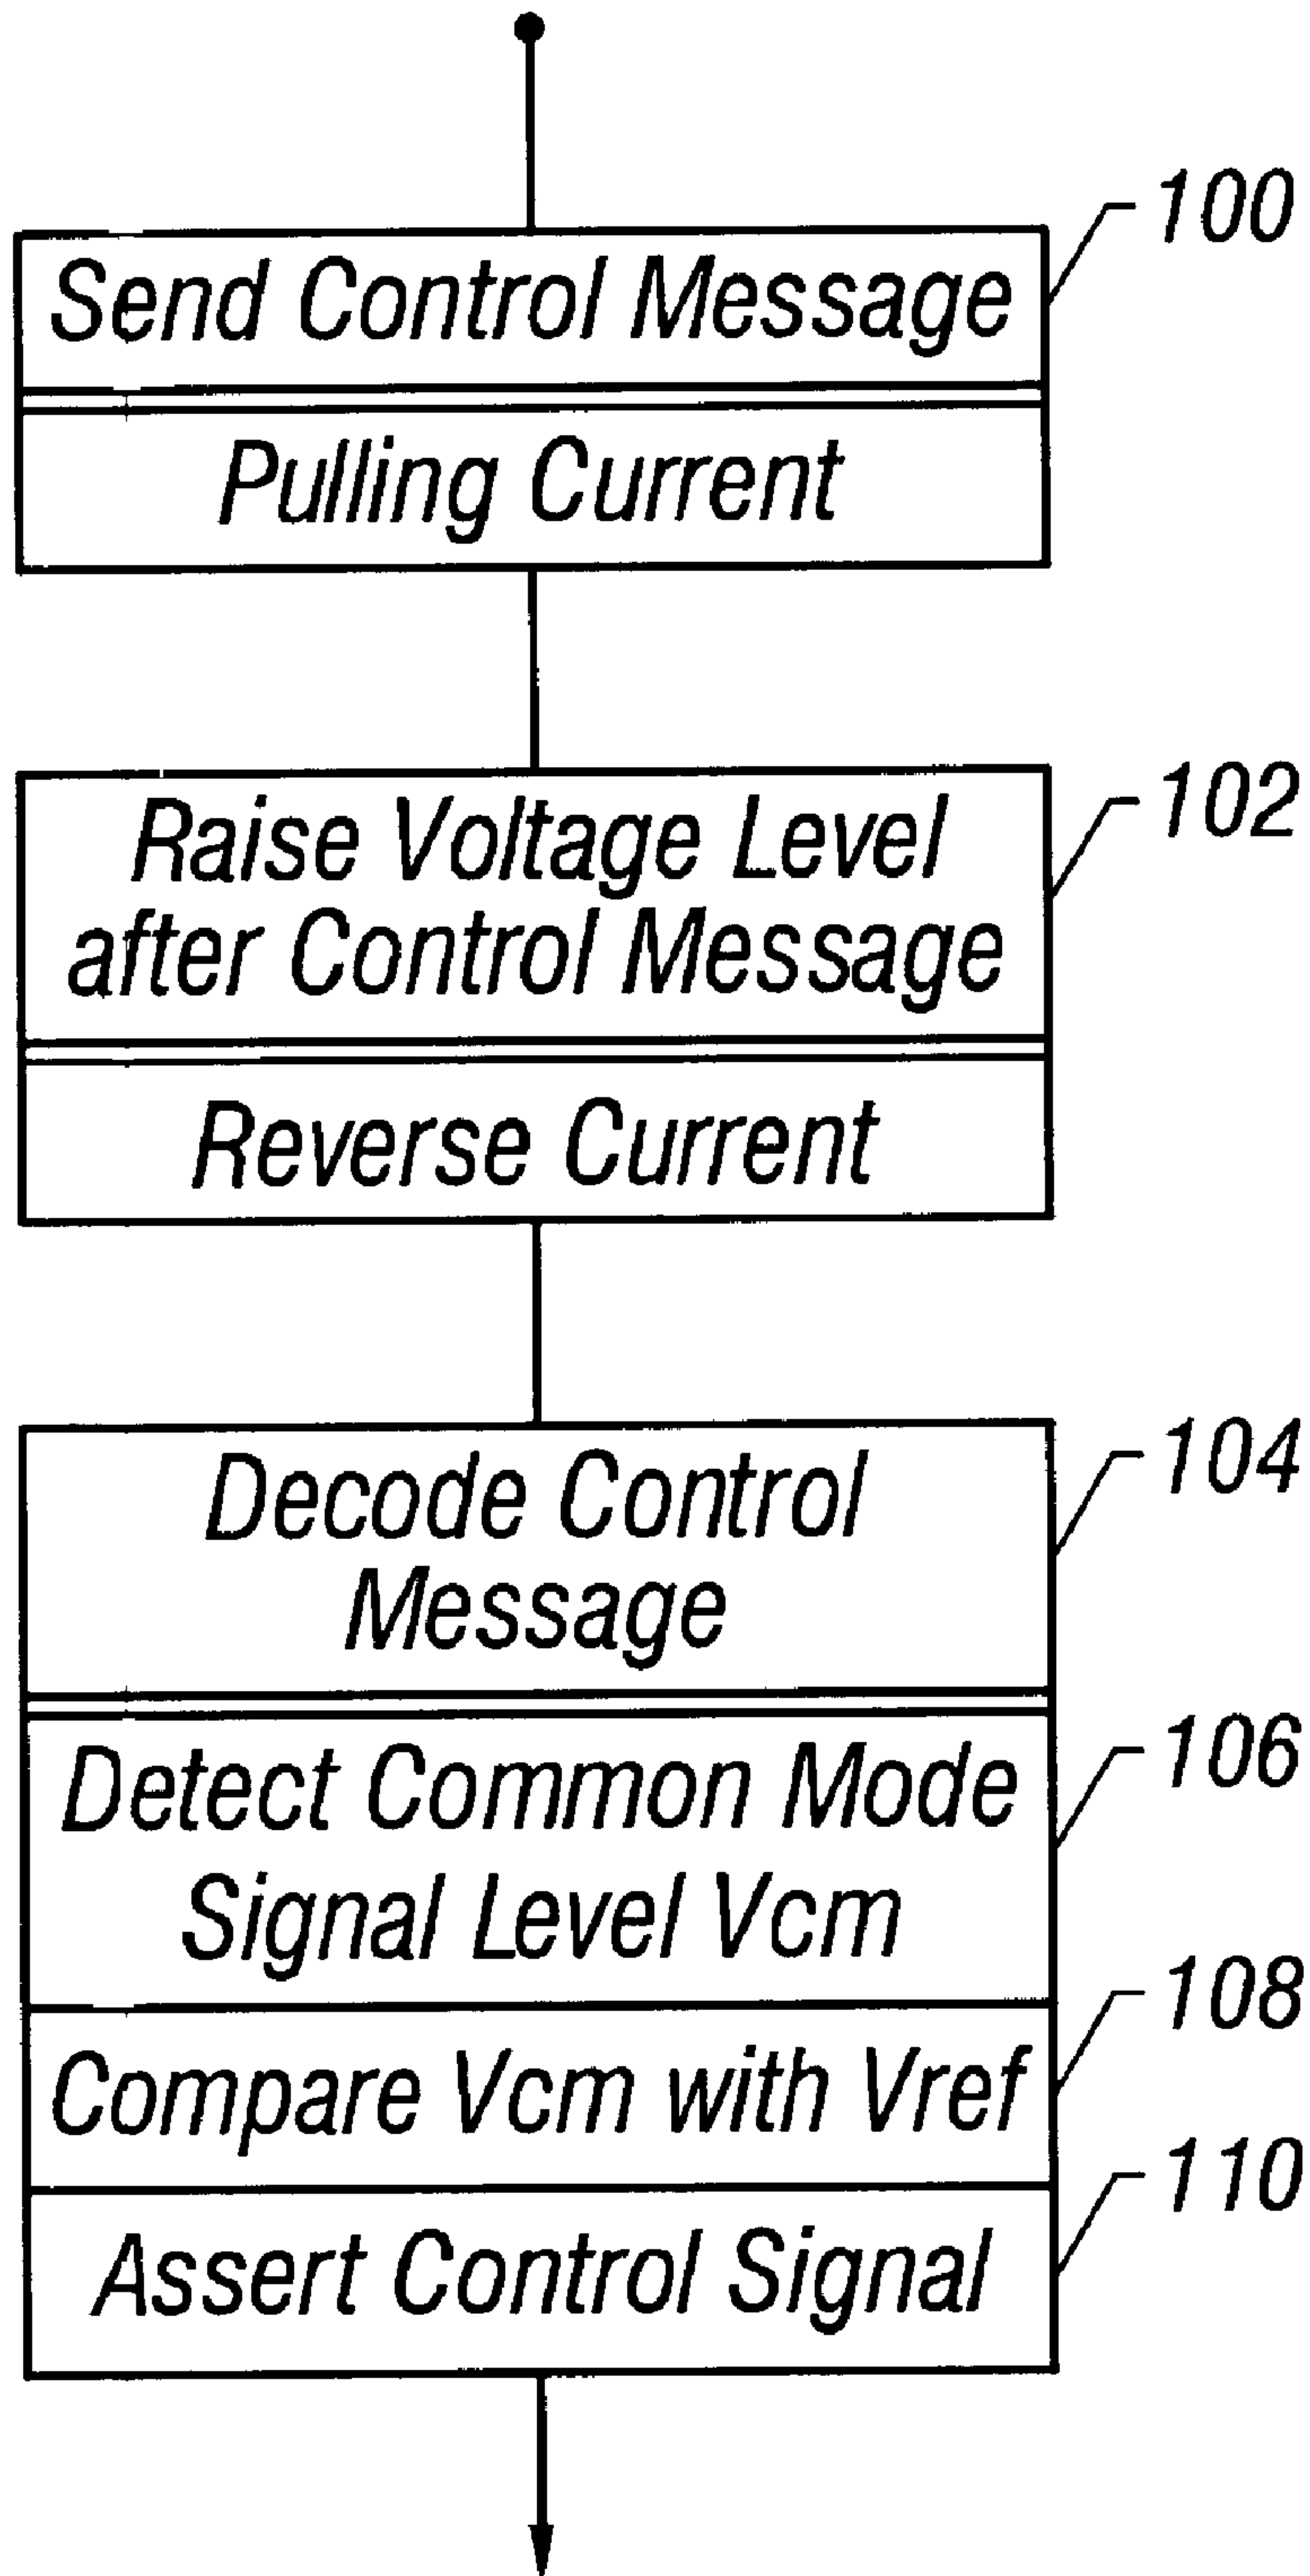 100
Send Control Message
Pulling Current
102
Raise Voltage Level
after Control Message
Reverse Current
104
Decode Control
Message
106
Detect Common Mode
Signal Level Vcm
108
Compare Vcm with Vref
110
Assert Control Signal